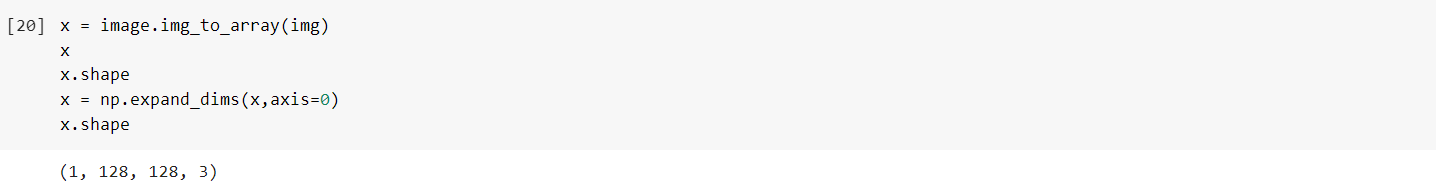 [20] x = image.img_to_array(img)
x
x.shape
x = np.expand_dims(x,axis=0)
x.shape
(1, 128, 128, 3)